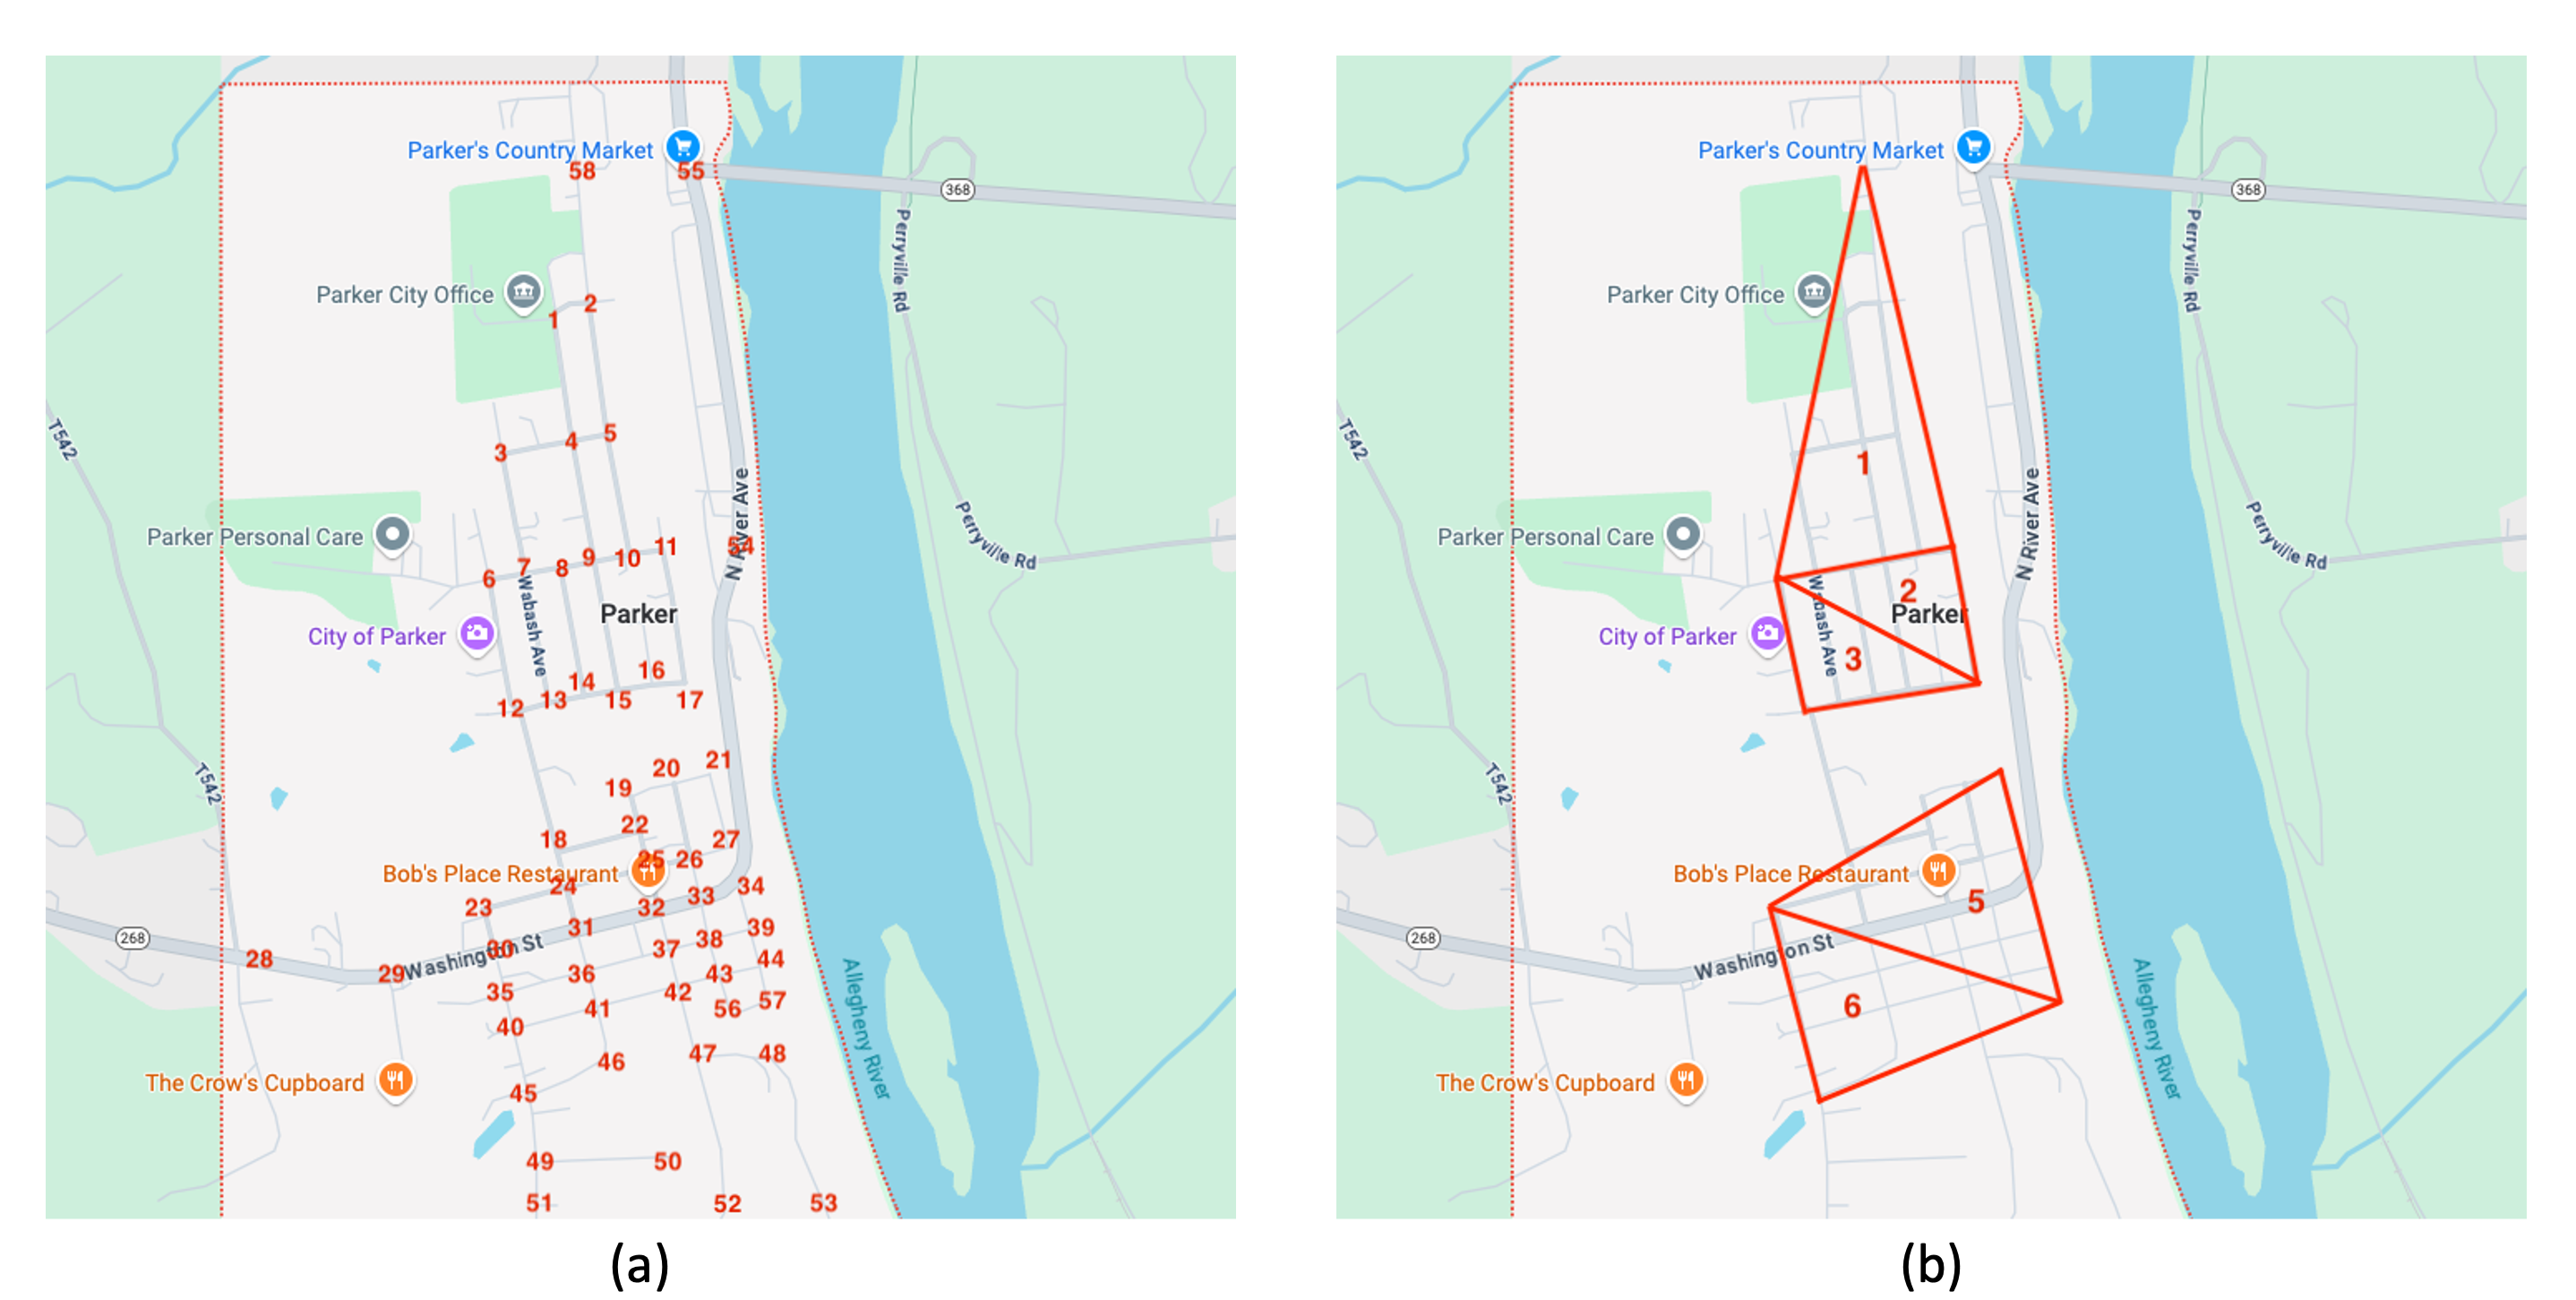 Parker's Country Market
58
55
368
Perryville Rd
Parker City Office
2
1
T542
3
4
5
N River Ave
Parker Personal Care
Perryville Rd
54
6
7
8
9
10
11
Wabash Ave
Parker
City of Parker
12
13
14
15
16
17
T542
18
19
20
21
22
27
Bob's Place Restaurant
25
26
24
23
32
33
34
268
28
29
Washington St
30
31
37
38
39
35
36
42
43
44
40
41
56
57
Allegheny River
The Crow's Cupboard
45
46
47
48
49
50
51
52
53
(a)
Parker's Country Market
368
Perryville Rd
Parker City Office
T542
1
N River Ave
Parker Personal Care
Perryville Rd
2
Wabash Ave
Parker
City of Parker
3
T542
Bob's Place Restaurant
5
268
Washington St
6
Allegheny River
The Crow's Cupboard
(b)